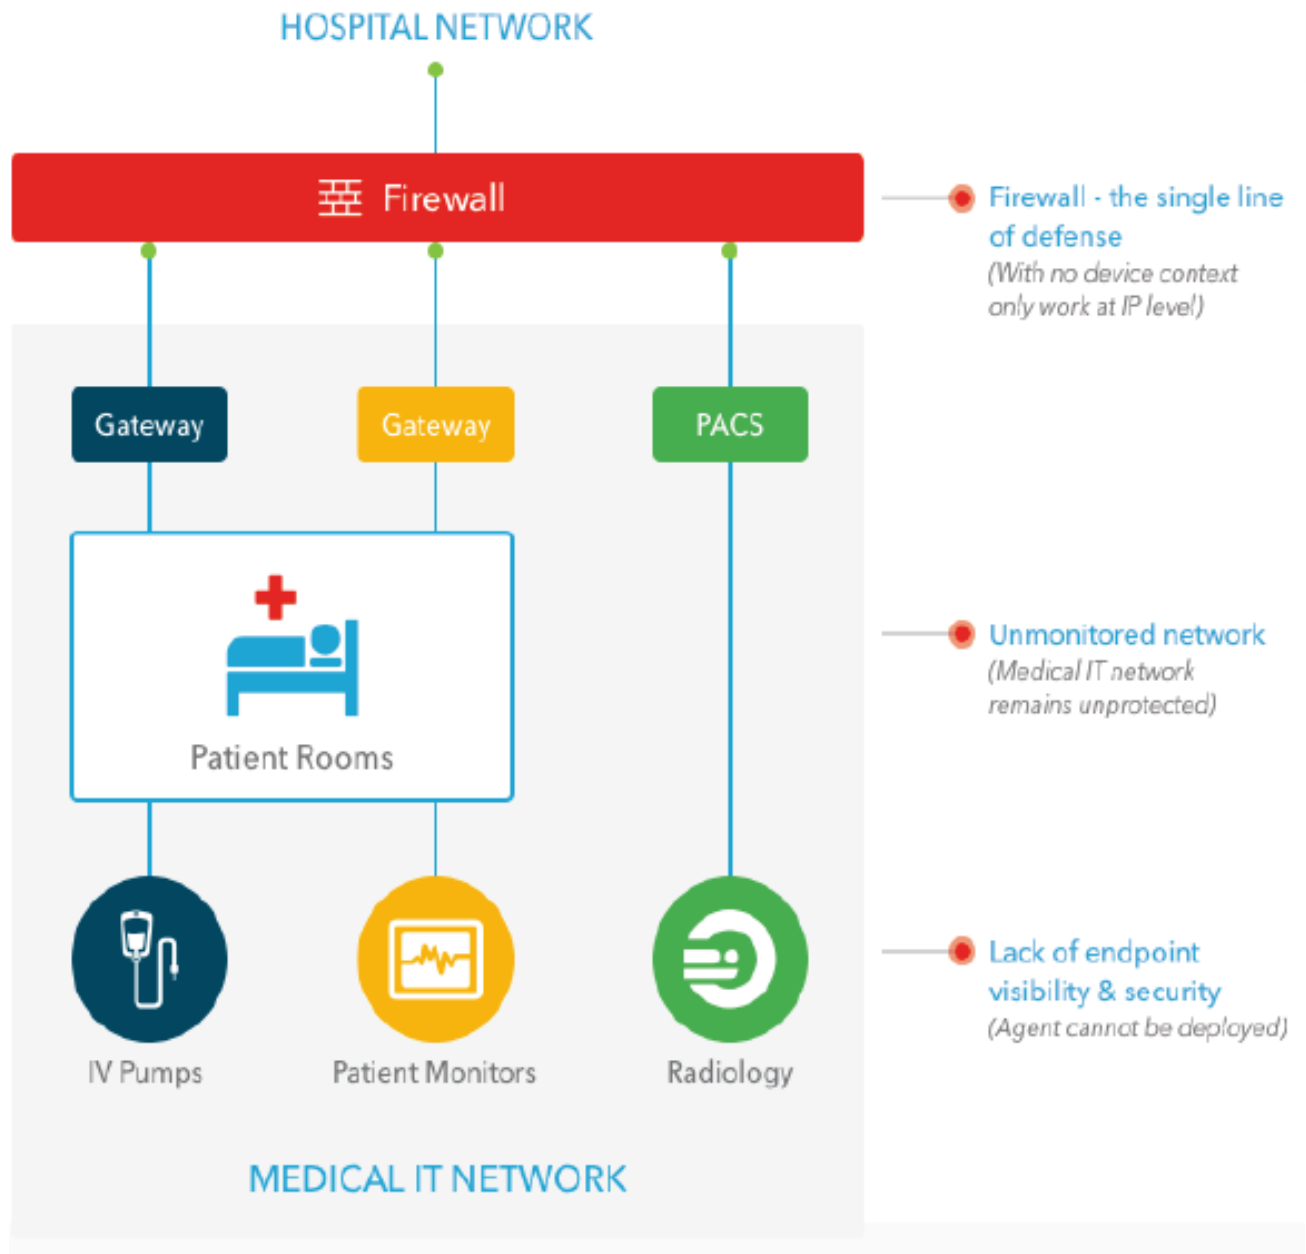 HOSPITAL NETWORK
Firewall
Firewall - the single line
of defense
(With no device context
only work at IP level)
Gateway
Gateway
PACS
Patient Rooms
Unmonitored network
(Medical IT network
remains unprotected)
Lack of endpoint
visibility & security
(Agent cannot be deployed)
IV Pumps
Patient Monitors
Radiology
MEDICAL IT NETWORK